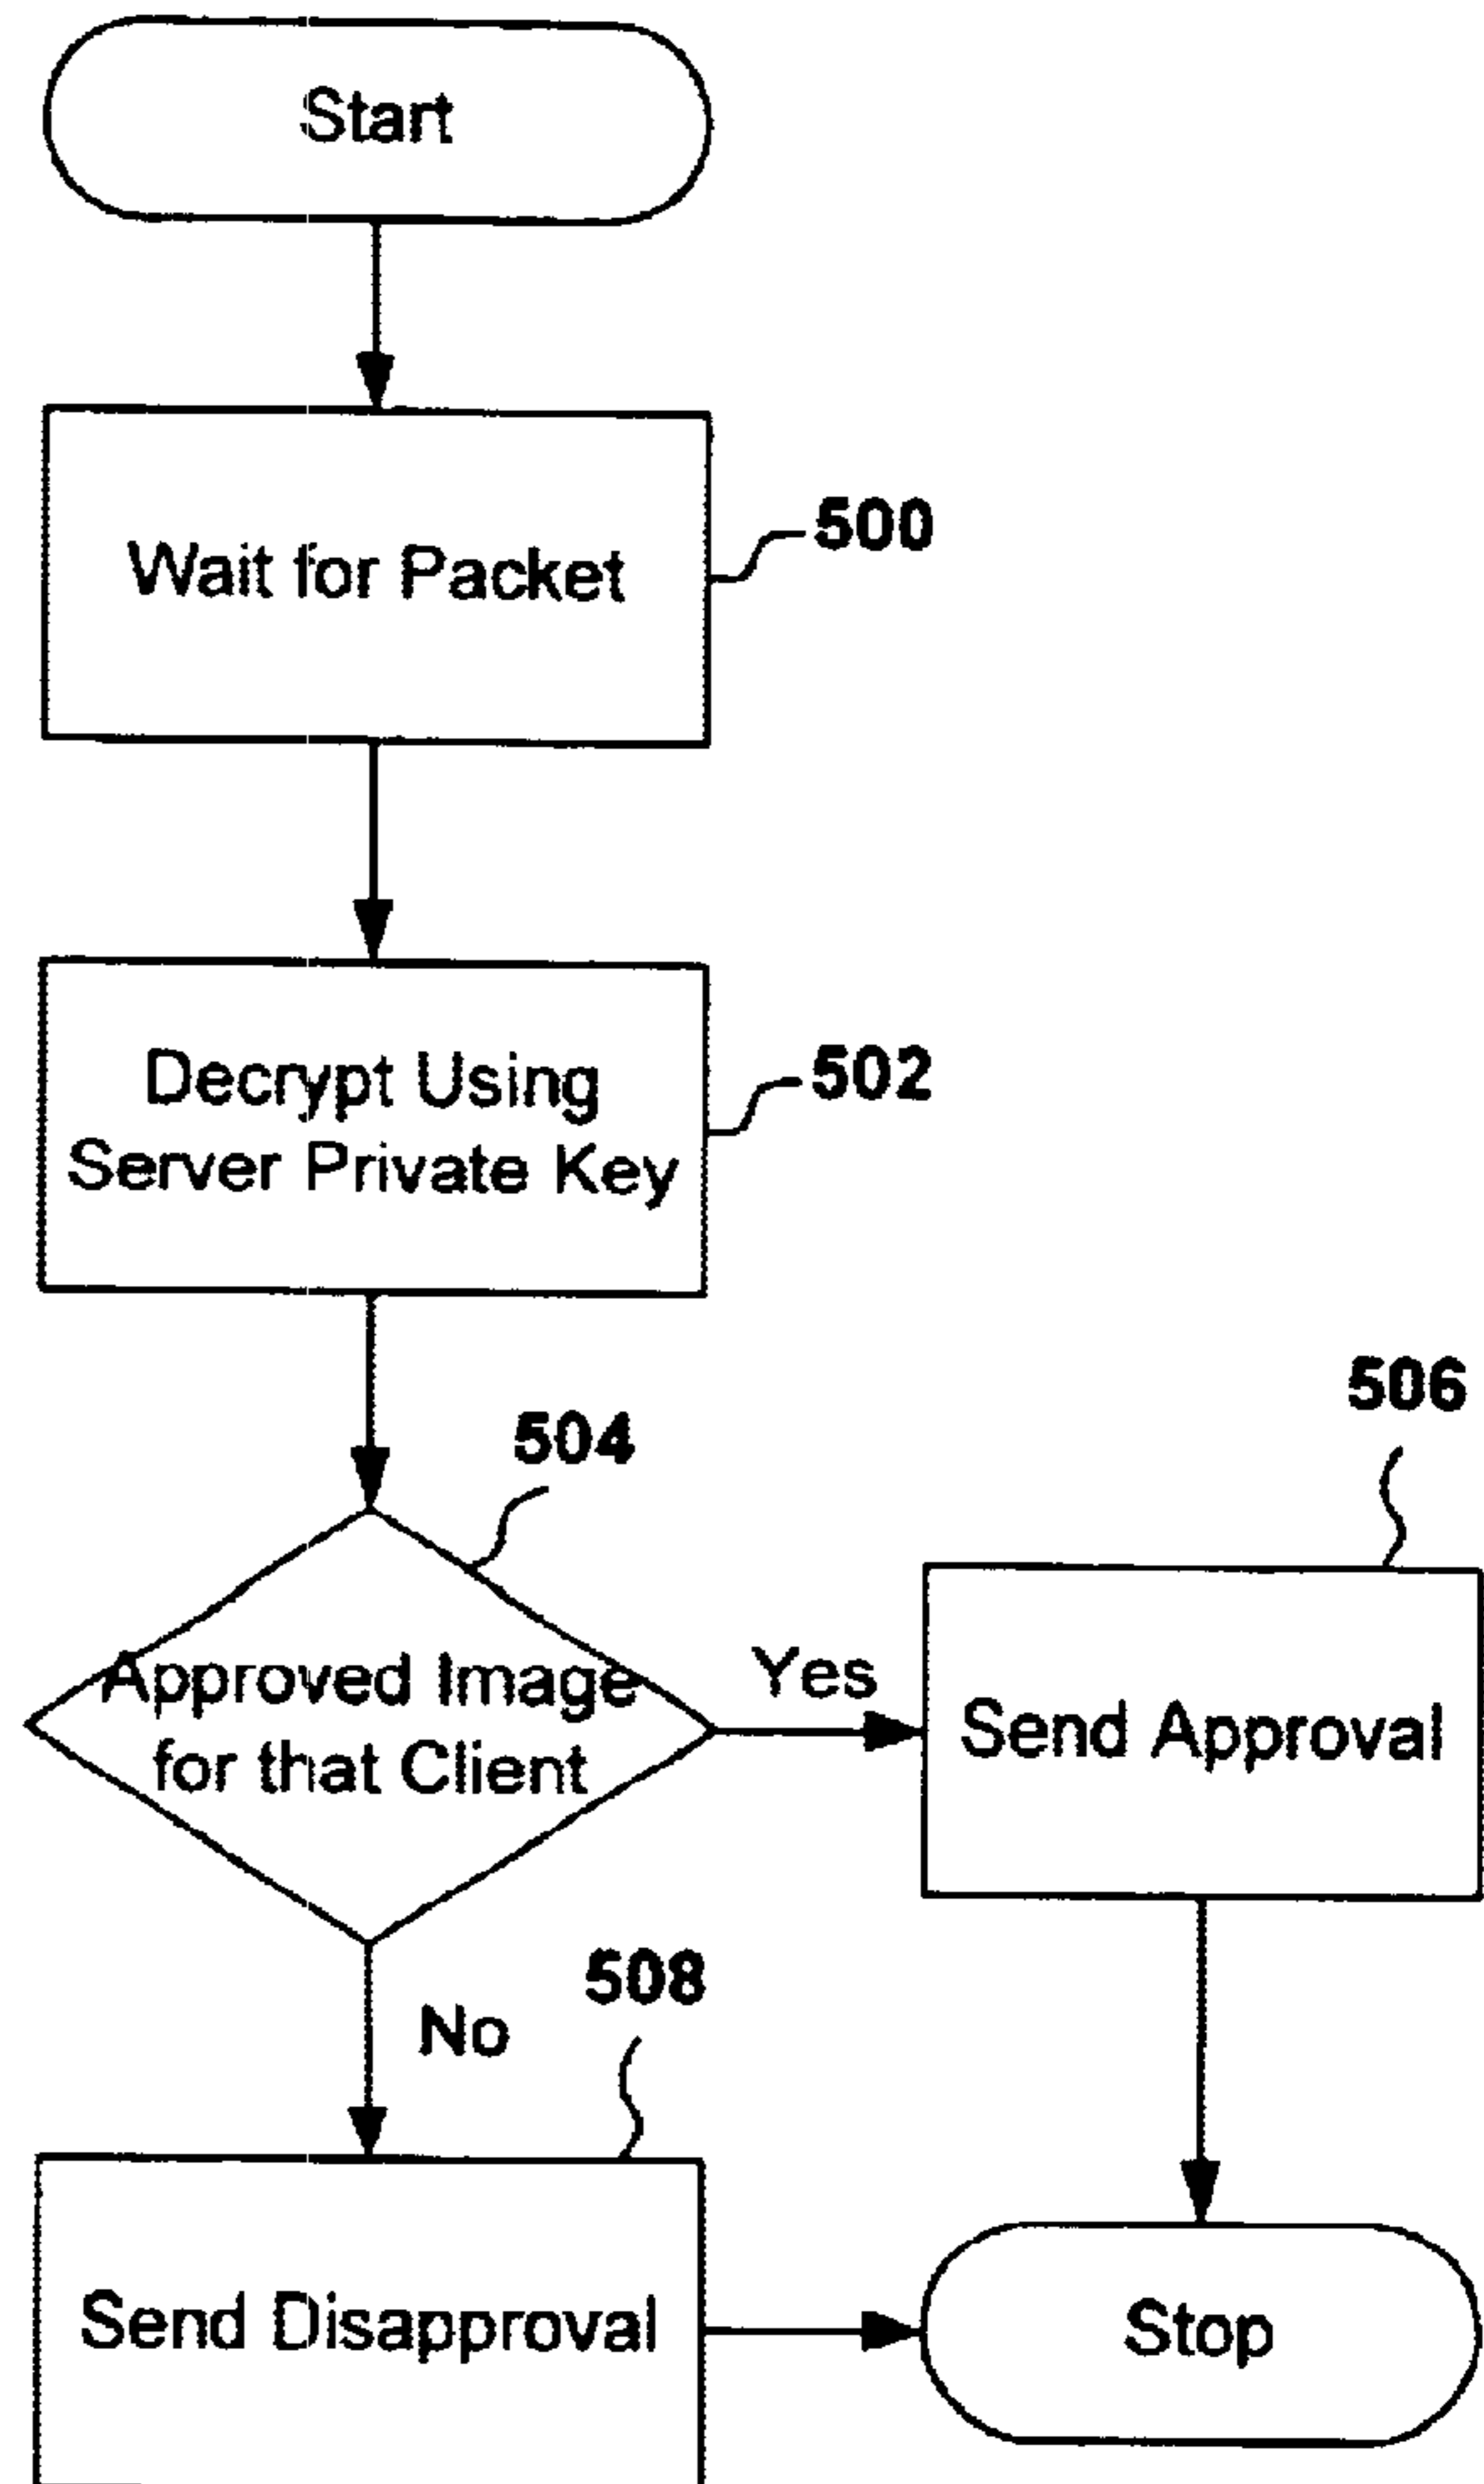 Start
Wait for Packet
500
Decrypt Using
Server Private Key
502
504
Approved Image
for that Client
Yes
506
Send Approval
No
508
Send Disapproval
Stop